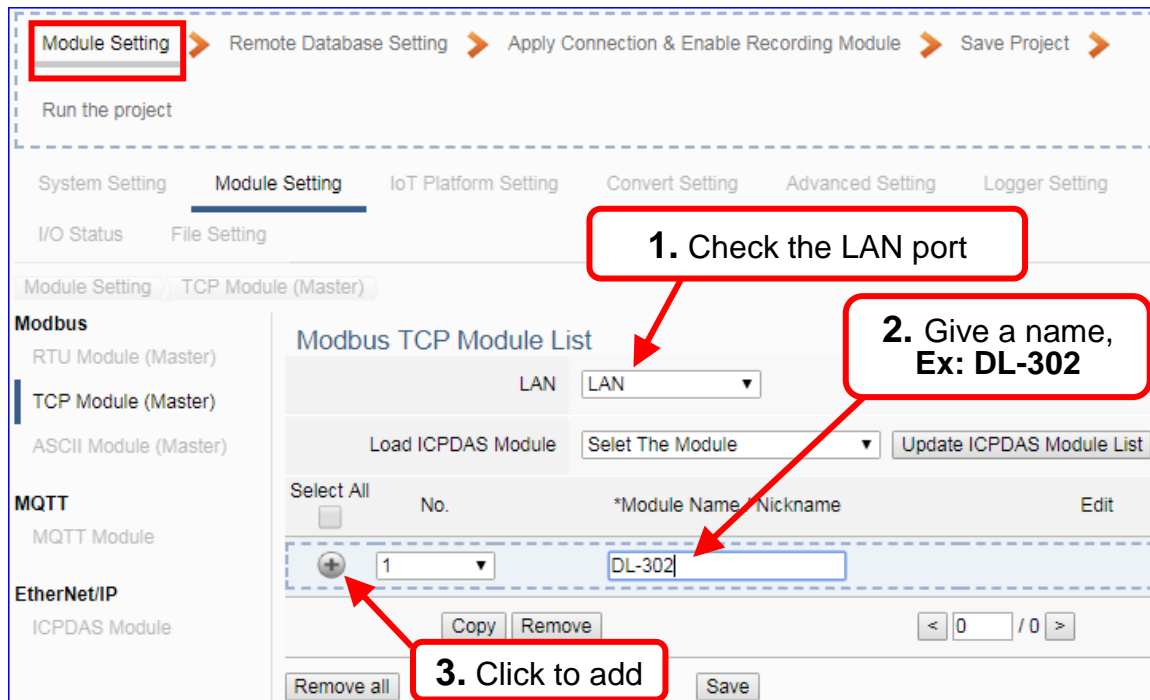 Module Setting Remote Database Setting Apply Connection & Enable Recording Module Save Project
Run the project
System Setting Module Setting IoT Platform Setting Convert Setting Advanced Setting Logger Setting
I/O Status File Setting
1. Check the LAN port
Module Setting TCP Module (Master)
Modbus
RTU Module (Master)
TCP Module (Master)
ASCII Module (Master)
MQTT
MQTT Module
EtherNet/IP
ICPDAS Module
Modbus TCP Module List
2. Give a name,
Ex: DL-302
LAN LAN
Load ICPDAS Module Selet The Module Update ICPDAS Module List
Select All No. *Module Name / Nickname Edit
1 DL-302
Copy Remove < 0 / 0 >
3. Click to add
Remove all Save